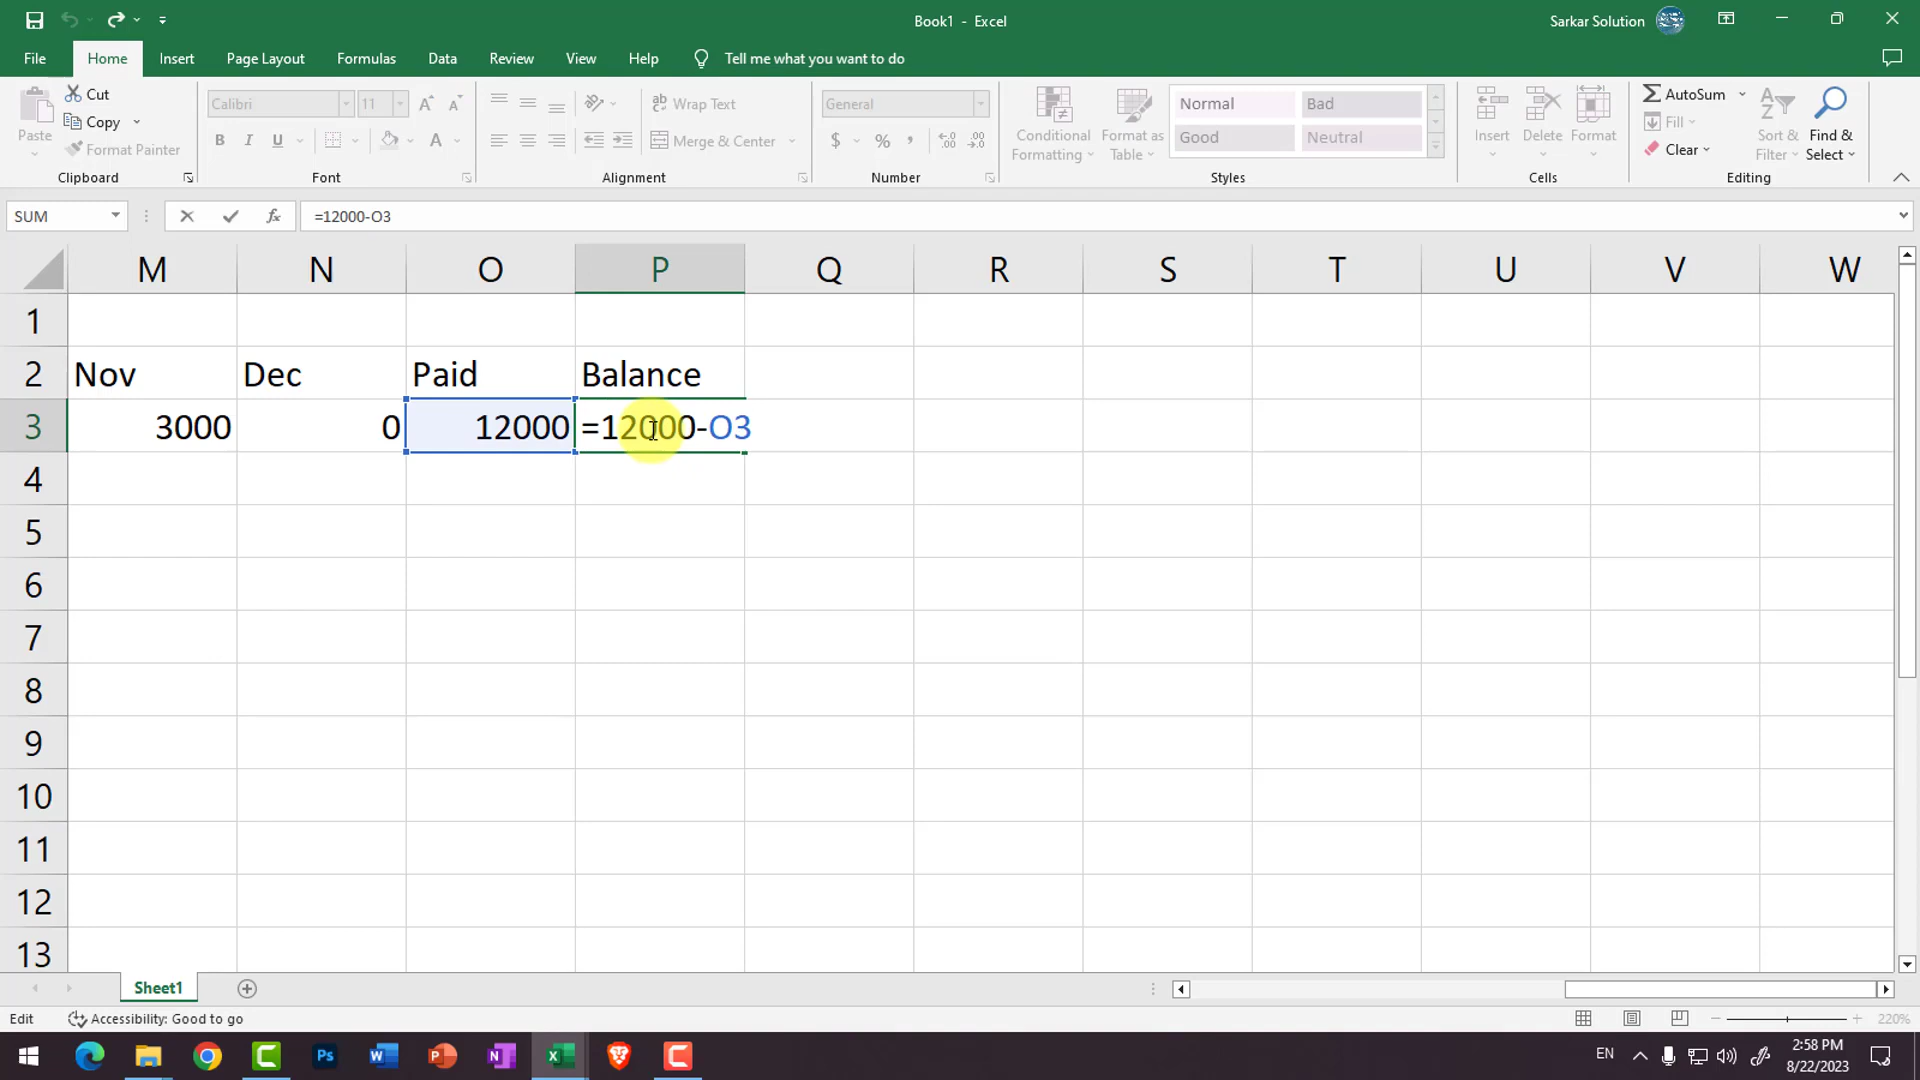 Book1 - Excel
Sarkar Solution
File Home Insert Page Layout Formulas Data Review View Help Tell me what you want to do
Paste
Cut
Copy
Format Painter
Clipboard
Calibri 11
B I U
A
Font
Wrap Text
Merge & Center
Alignment
General
$ % ,
Number
Conditional Formatting
Format as Table
Normal Bad
Good Neutral
Styles
Insert Delete Format
Cells
AutoSum
Fill
Clear
Sort & Filter
Find & Select
Editing
SUM fx =12000-O3
M N O P Q R S T U V W
1
2 Nov Dec Paid Balance
3 3000 0 12000 =12000-O3
4
5
6
7
8
9
10
11
12
13
Sheet1
Edit Accessibility: Good to go 220%
EN 2:58 PM
8/22/2023